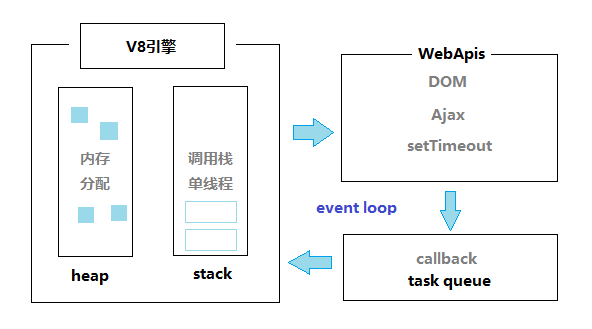 V8引擎
内存
分配
heap
调用栈
单线程
stack
WebApis
DOM
Ajax
setTimeout
event loop
callback
task queue